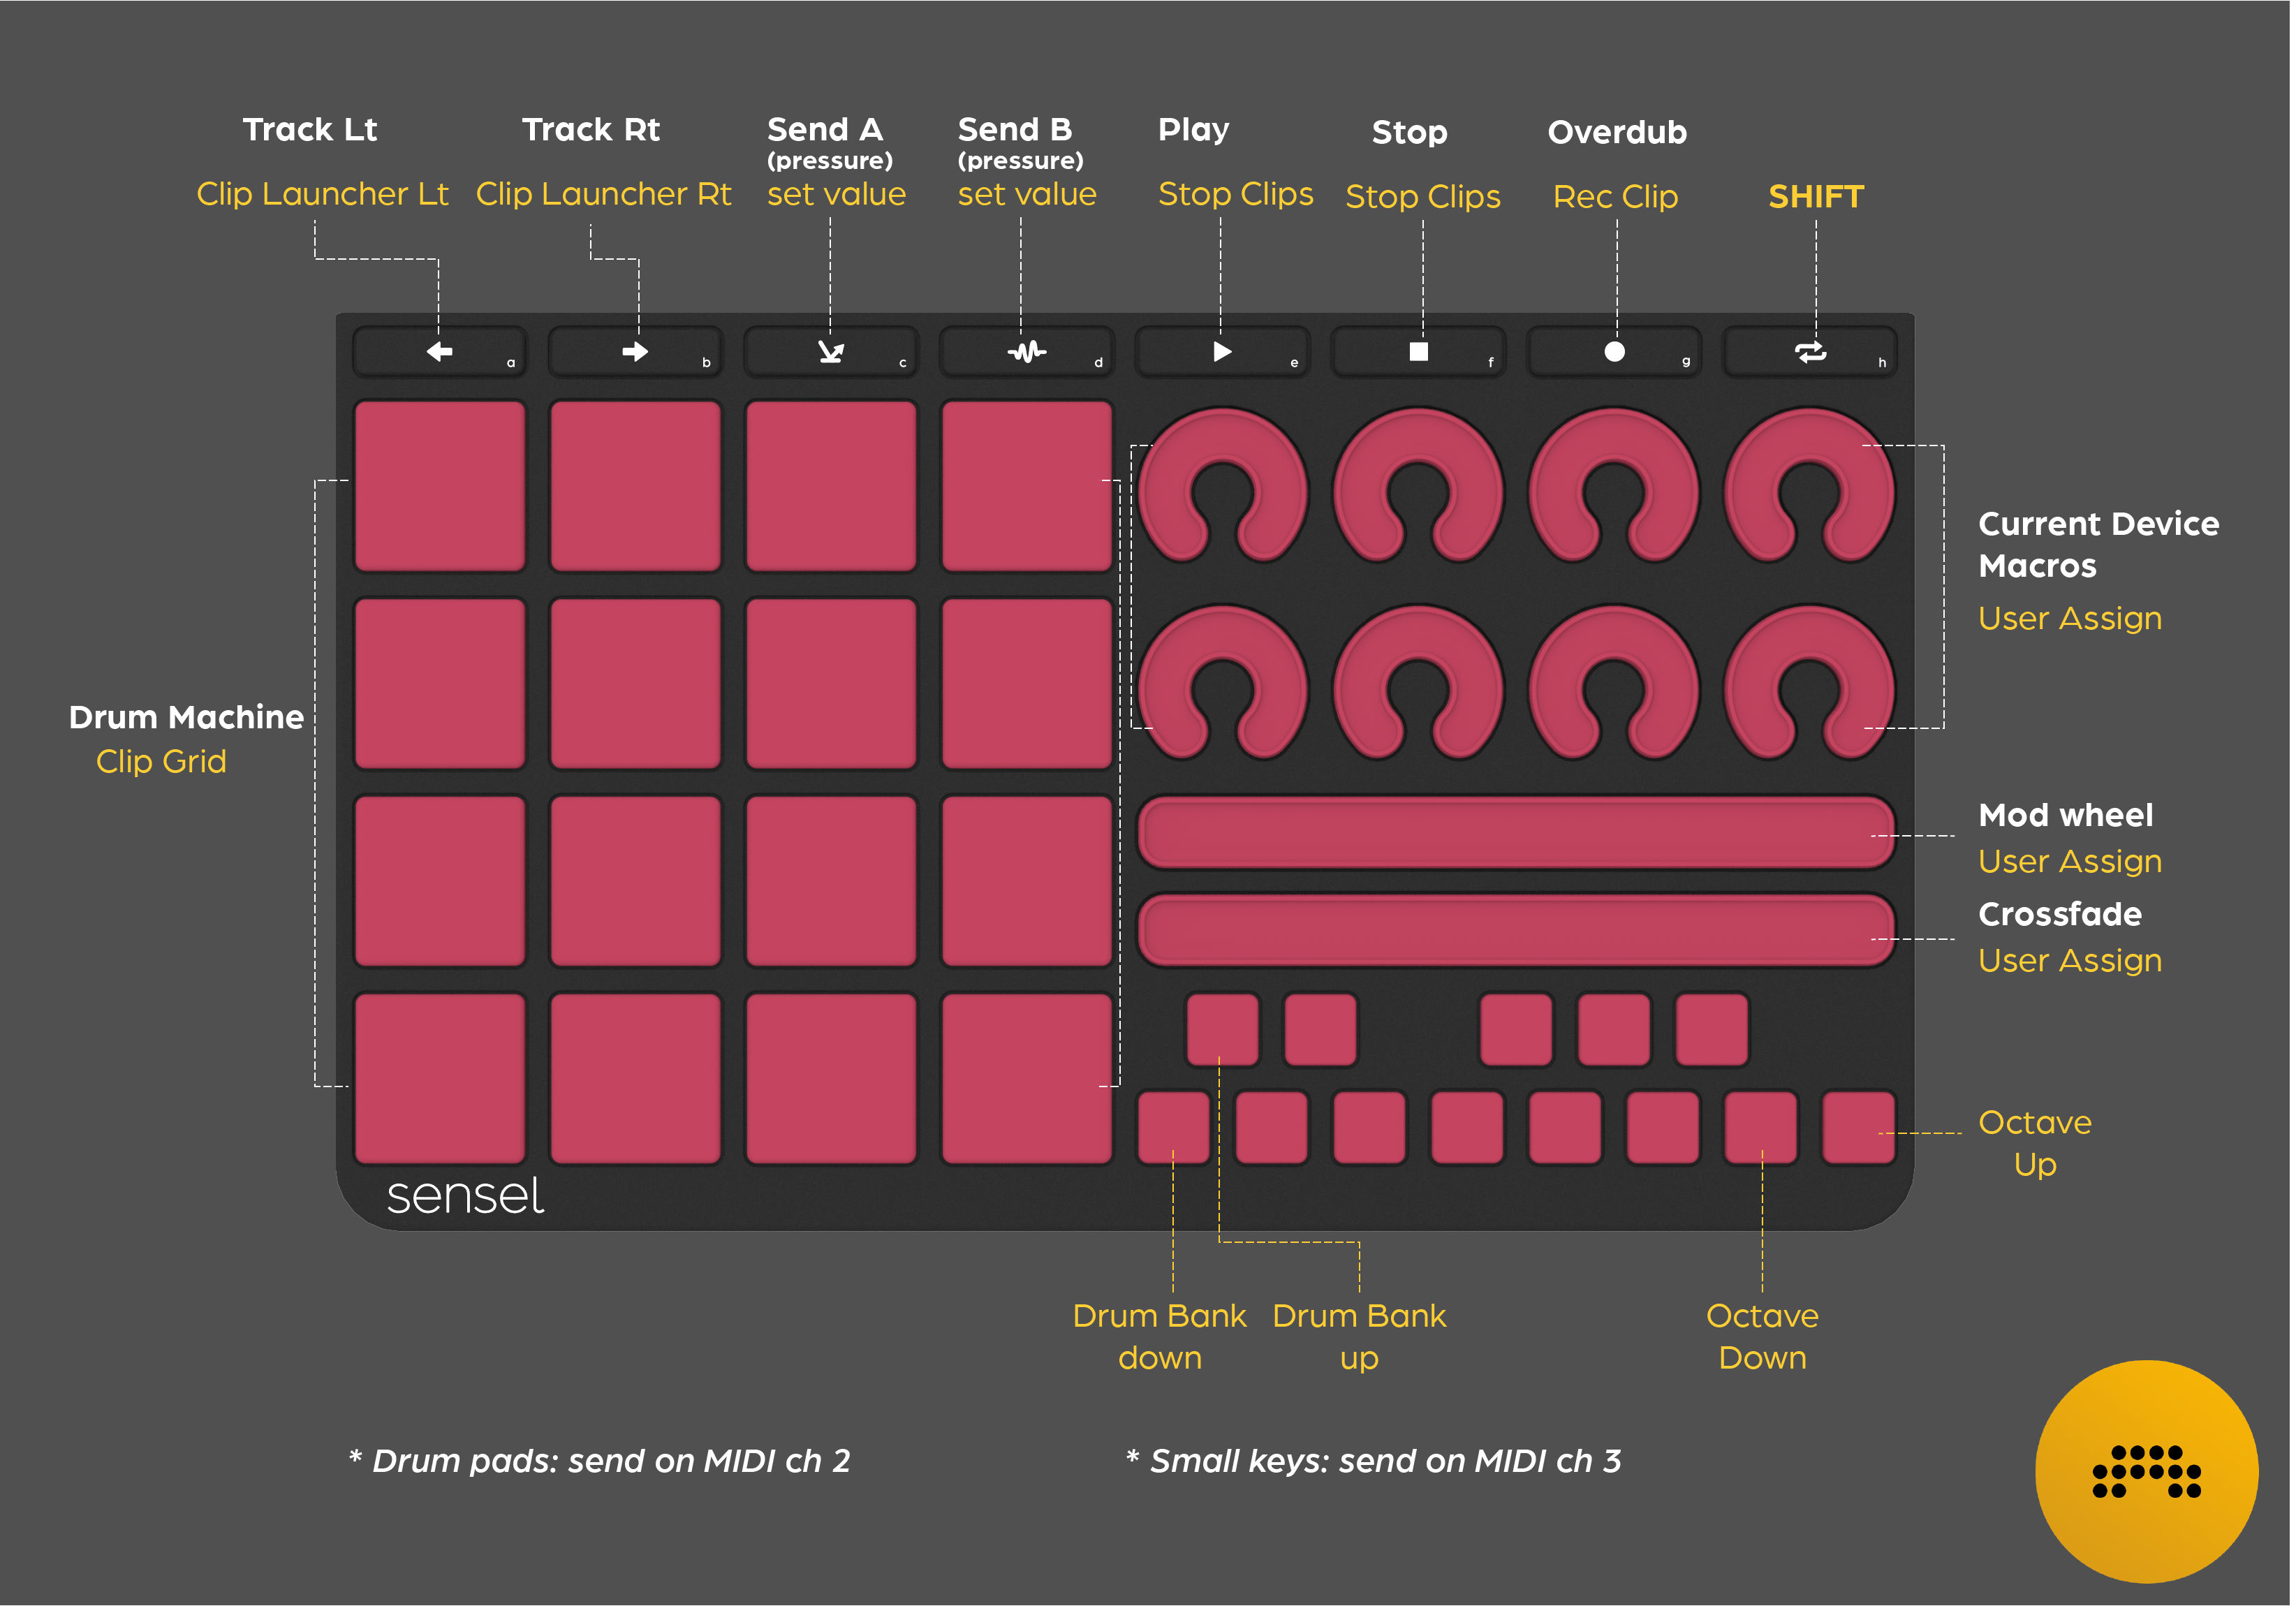 Track Lt
Clip Launcher Lt
Track Rt
Clip Launcher Rt
Send A
(pressure)
set value
Send B
(pressure)
set value
Play
Stop Clips
Stop
Stop Clips
Overdub
Rec Clip
SHIFT
a
b
c
d
e
f
g
h
Drum Machine
Clip Grid
Current Device
Macros
User Assign
Mod wheel
User Assign
Crossfade
User Assign
Octave
Up
sensel
Drum Bank
down
Drum Bank
up
Octave
Down
* Drum pads: send on MIDI ch 2
* Small keys: send on MIDI ch 3